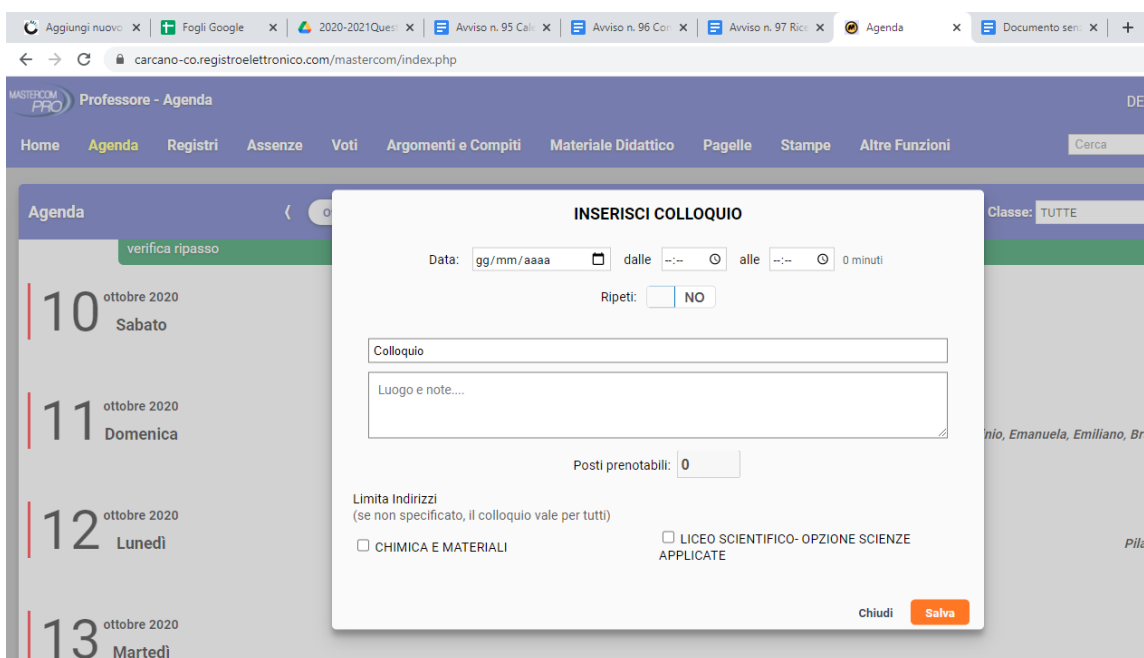 Aggiungi nuovo Fogli Google 2020-2021Quest Avviso n. 95 Cale Avviso n. 96 Con Avviso n. 97 Rice Agenda Documento senz
carcano-co.registroelettronico.com/mastercom/index.php
MASTERCOM PRO Professore - Agenda DE
Home Agenda Registri Assenze Voti Argomenti e Compiti Materiale Didattico Pagelle Stampe Altre Funzioni Cerca
Agenda Classe: TUTTE
verifica ripasso
INSERISCI COLLOQUIO
Data: gg/mm/aaaa dalle --:-- alle --:-- 0 minuti
Ripeti: NO
10 ottobre 2020
Sabato
Colloquio
Luogo e note....
11 ottobre 2020
Domenica
nio, Emanuela, Emiliano, Br
Posti prenotabili: 0
Limita Indirizzi
(se non specificato, il colloquio vale per tutti)
12 ottobre 2020
Lunedì
CHIMICA E MATERIALI
LICEO SCIENTIFICO- OPZIONE SCIENZE
APPLICATE
Pila
Chiudi Salva
13 ottobre 2020
Martedì